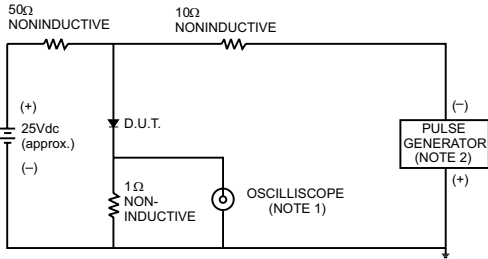 50Ω
NONINDUCTIVE
10Ω
NONINDUCTIVE
(+)
25Vdc
(approx.)
(–)
D.U.T.
1Ω
NON-
INDUCTIVE
OSCILLISCOPE
(NOTE 1)
(–)
PULSE
GENERATOR
(NOTE 2)
(+)